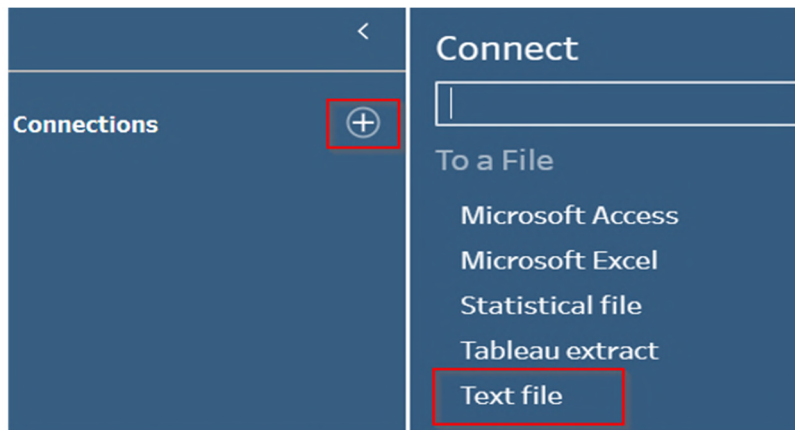 Connections
Connect
To a File
Microsoft Access
Microsoft Excel
Statistical file
Tableau extract
Text file